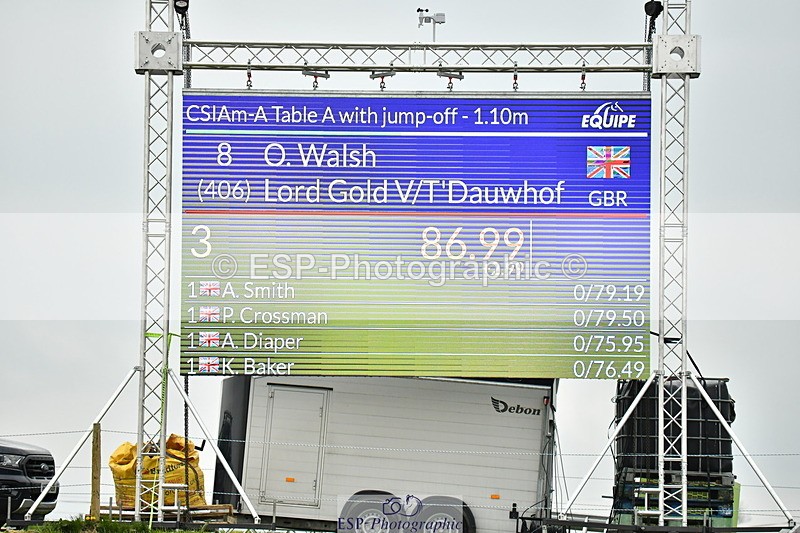 CSIAm-A Table A with jump-off - 1.10m
EQUIPE
8 O. Walsh
(406) Lord Gold V/T'Dauwhof GBR
3 86.99
© ESP-Photographic ©
1 A. Smith 0/79.19
1 P. Crossman 0/79.50
1 A. Diaper 0/75.95
1 K. Baker 0/76.49
Debon
ESP-Photographic